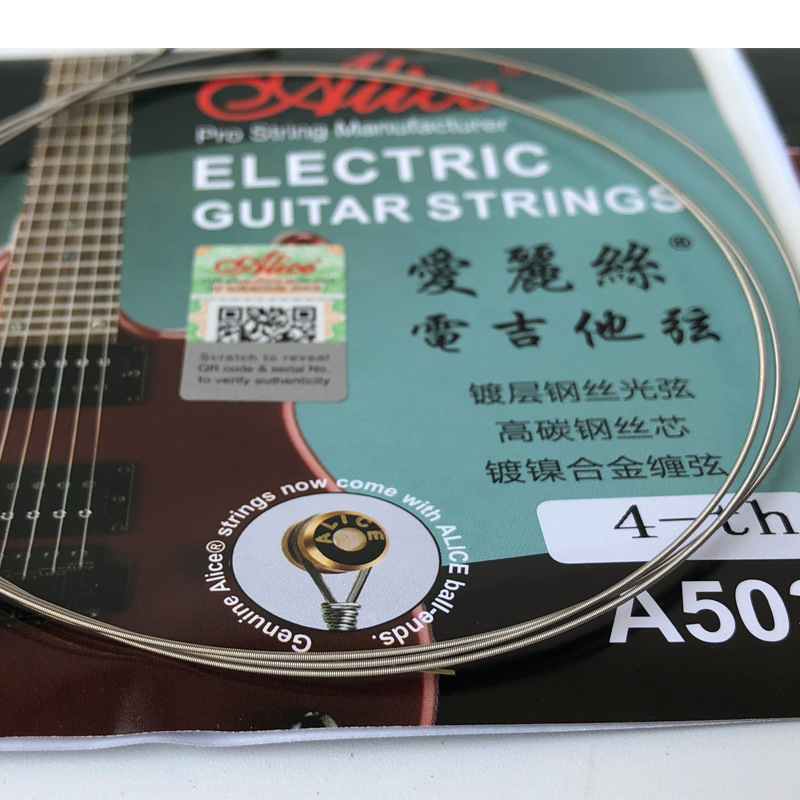 Alice®
Pro String Manufacturer
ELECTRIC
GUITAR STRINGS
愛麗絲®
電吉他弦
镀层钢丝光弦
高碳钢丝芯
镀镍合金缠弦
Alice
Scratch to reveal
QR code & serial No.
to verify authenticity
Genuine Alice® strings now come with ALICE ball-ends.
ALICE
4-th
A50